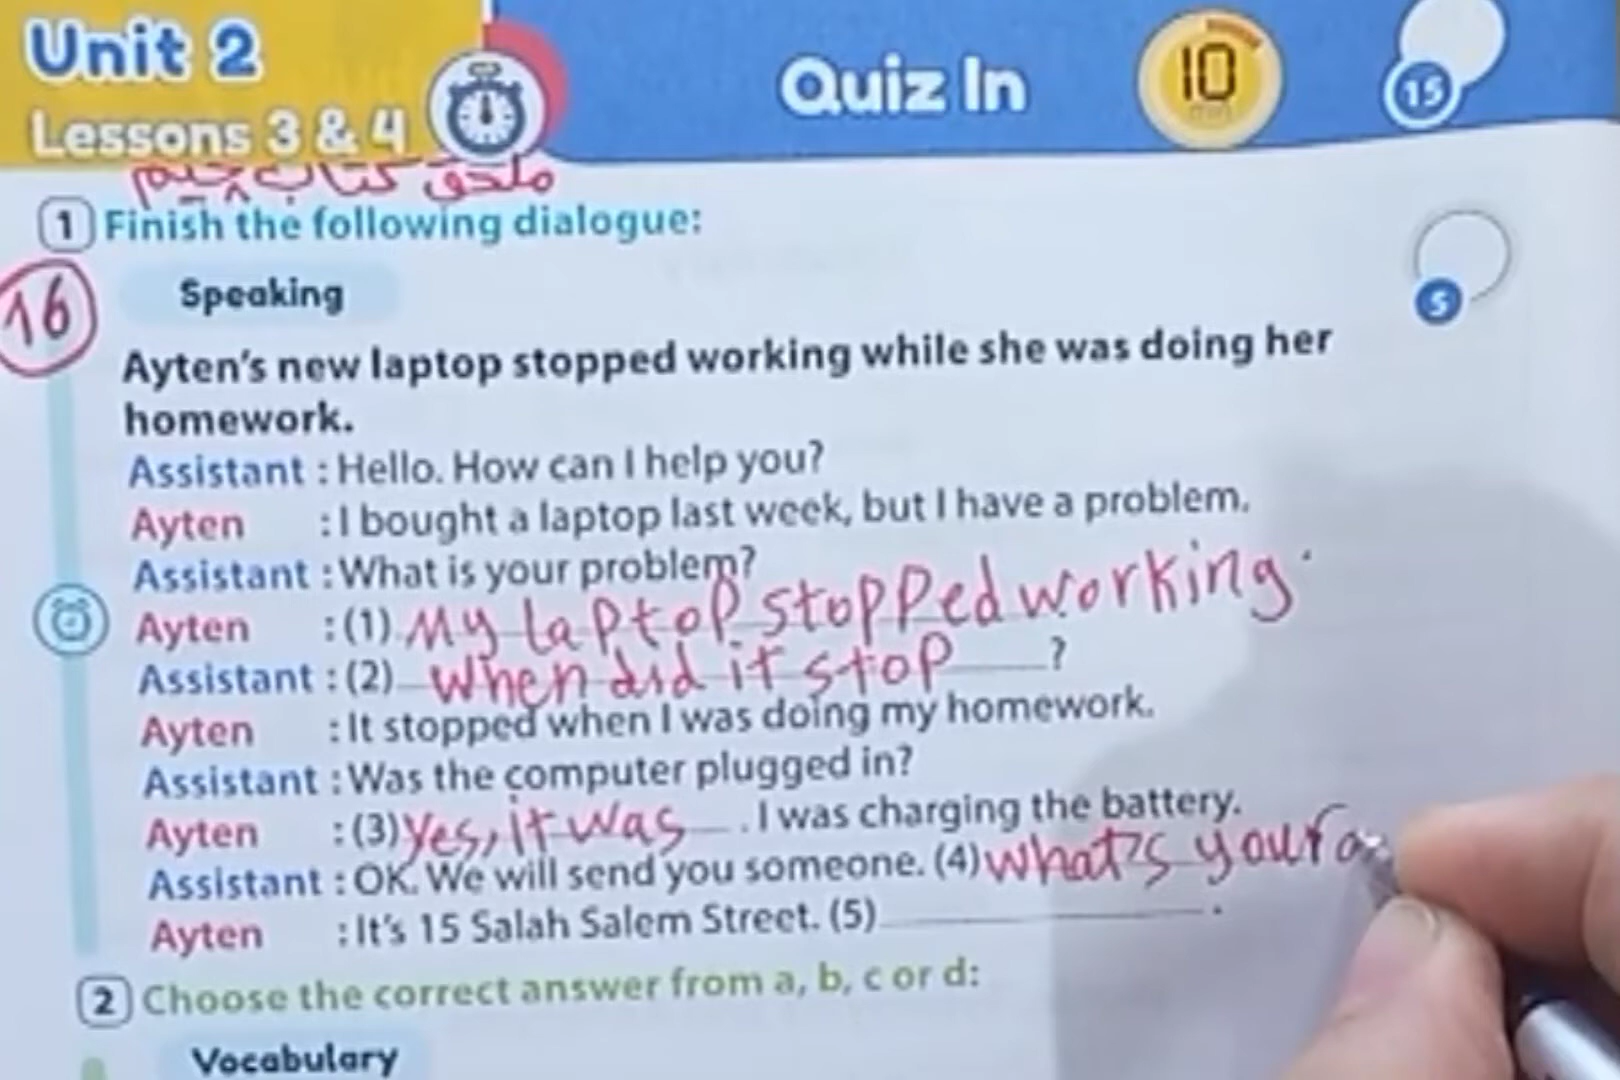 Unit 2
Lessons 3 & 4
Quiz In
10
15
ملحق كتاب جيم
1 Finish the following dialogue:
5
16
Speaking
Ayten's new laptop stopped working while she was doing her
homework.
Assistant : Hello. How can I help you?
Ayten : I bought a laptop last week, but I have a problem.
Assistant : What is your problem?
Ayten : (1) My laptop stopped working.
Assistant : (2) when did it stop ?
Ayten : It stopped when I was doing my homework.
Assistant : Was the computer plugged in?
Ayten : (3) Yes, it was . I was charging the battery.
Assistant : OK. We will send you someone. (4) what's your a
Ayten : It's 15 Salah Salem Street. (5) .
2 Choose the correct answer from a, b, c or d:
Vocabulary